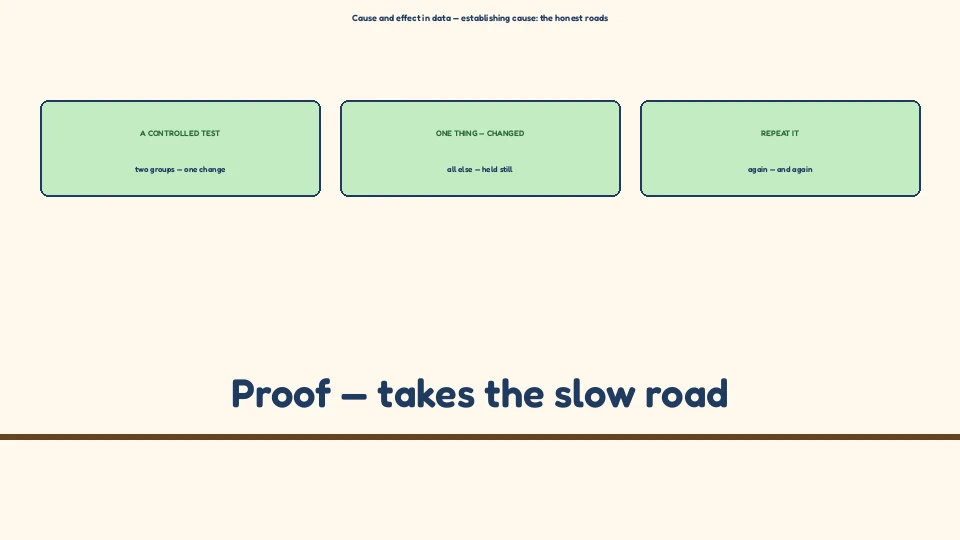 Cause and effect in data — establishing cause: the honest roads
A CONTROLLED TEST
two groups — one change
ONE THING — CHANGED
all else — held still
REPEAT IT
again — and again
Proof — takes the slow road